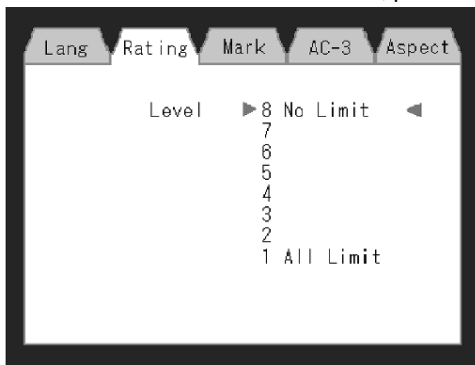 Lang Rating Mark AC-3 Aspect
Level ▶8 No Limit ◀
7
6
5
4
3
2
1 All Limit